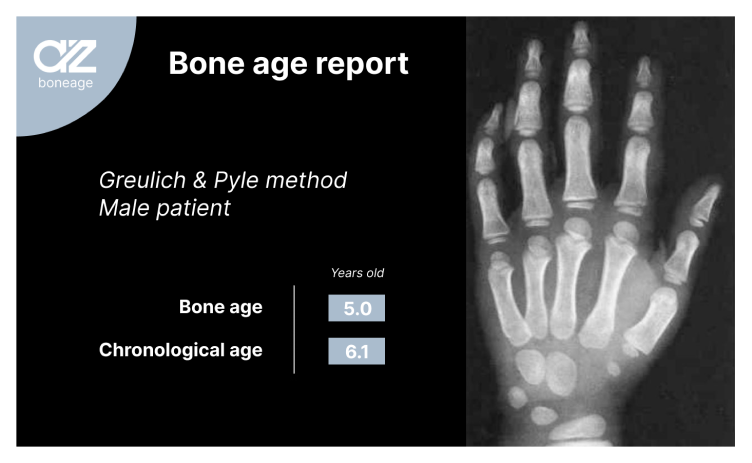 az
boneage
Bone age report
Greulich & Pyle method
Male patient
Years old
Bone age 5.0
Chronological age 6.1